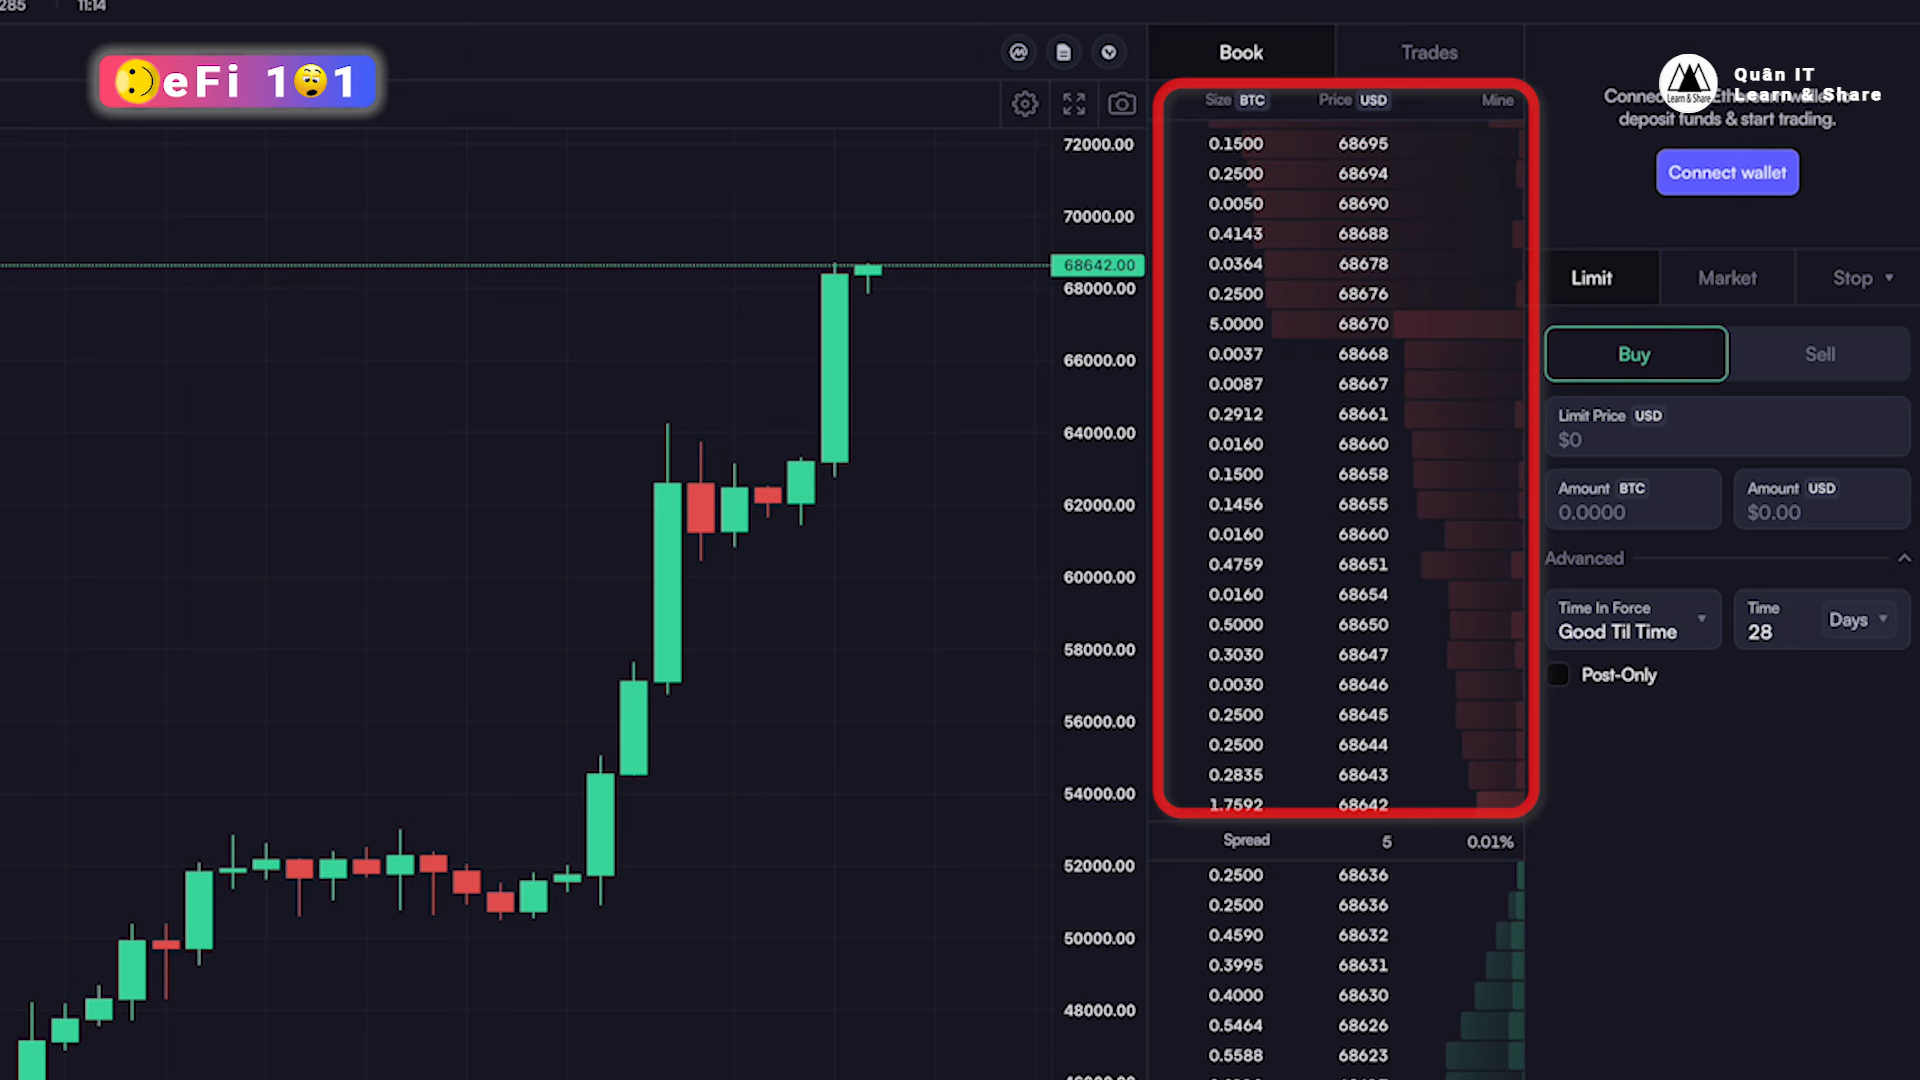 285 11:14
😊eFi 1😳1
Book Trades
Quân IT
Learn & Share
Learn & Share
deposit funds & start trading.
Connect wallet
Size BTC Price USD Mine
0.1500 68695
0.2500 68694
0.0050 68690
0.4143 68688
0.0364 68678
0.2500 68676
5.0000 68670
0.0037 68668
0.0087 68667
0.2912 68661
0.0160 68660
0.1500 68658
0.1456 68655
0.0160 68660
0.4759 68651
0.0160 68654
0.5000 68650
0.3030 68647
0.0030 68646
0.2500 68645
0.2500 68644
0.2835 68643
1.7592 68642
Spread 5 0.01%
0.2500 68636
0.2500 68636
0.4590 68632
0.3995 68631
0.4000 68630
0.5464 68626
0.5588 68623
72000.00
70000.00
68642.00
68000.00
66000.00
64000.00
62000.00
60000.00
58000.00
56000.00
54000.00
52000.00
50000.00
48000.00
Limit Market Stop
Buy Sell
Limit Price USD
$0
Amount BTC
0.0000
Amount USD
$0.00
Advanced
Time In Force
Good Til Time
Time
28 Days
Post-Only